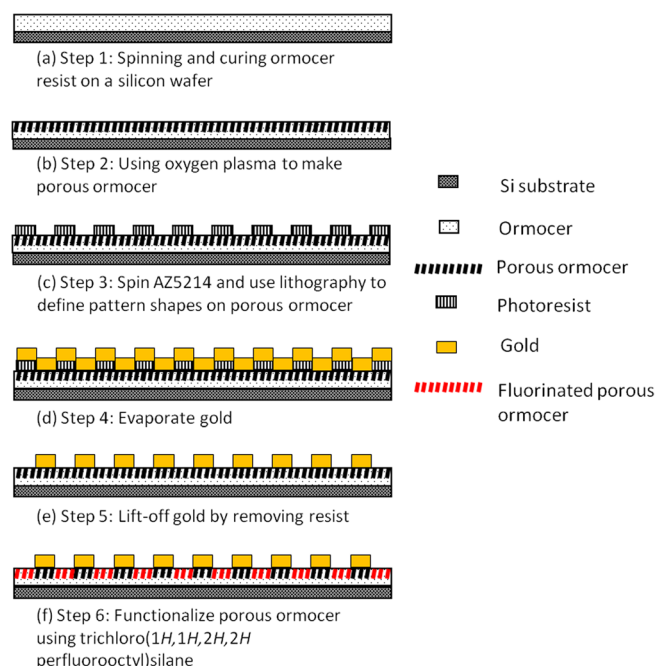 (a) Step 1: Spinning and curing ormocer
resist on a silicon wafer
(b) Step 2: Using oxygen plasma to make
porous ormocer
(c) Step 3: Spin AZ5214 and use lithography to
define pattern shapes on porous ormocer
(d) Step 4: Evaporate gold
(e) Step 5: Lift-off gold by removing resist
(f) Step 6: Functionalize porous ormocer
using trichloro(1H,1H,2H,2H
perfluorooctyl)silane
Si substrate
Ormocer
Porous ormocer
Photoresist
Gold
Fluorinated porous
ormocer